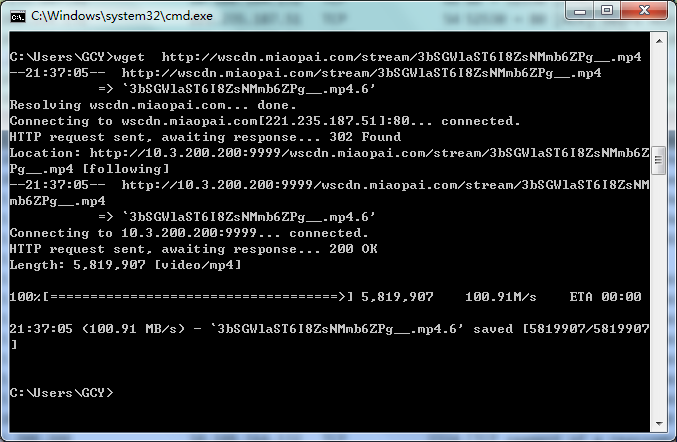 C:\Windows\system32\cmd.exe
C:\Users\GCY>wget  http://wscdn.miaopai.com/stream/3bSGWlaST6I8ZsNMmb6ZPg__.mp4
--21:37:05--  http://wscdn.miaopai.com/stream/3bSGWlaST6I8ZsNMmb6ZPg__.mp4
           => `3bSGWlaST6I8ZsNMmb6ZPg__.mp4.6'
Resolving wscdn.miaopai.com... done.
Connecting to wscdn.miaopai.com[221.235.187.51]:80... connected.
HTTP request sent, awaiting response... 302 Found
Location: http://10.3.200.200:9999/wscdn.miaopai.com/stream/3bSGWlaST6I8ZsNMmb6Z
Pg__.mp4 [following]
--21:37:05--  http://10.3.200.200:9999/wscdn.miaopai.com/stream/3bSGWlaST6I8ZsNM
mb6ZPg__.mp4
           => `3bSGWlaST6I8ZsNMmb6ZPg__.mp4.6'
Connecting to 10.3.200.200:9999... connected.
HTTP request sent, awaiting response... 200 OK
Length: 5,819,907 [video/mp4]
100%[====================================>] 5,819,907    100.91M/s    ETA 00:00
21:37:05 (100.91 MB/s) - `3bSGWlaST6I8ZsNMmb6ZPg__.mp4.6' saved [5819907/5819907
]
C:\Users\GCY>